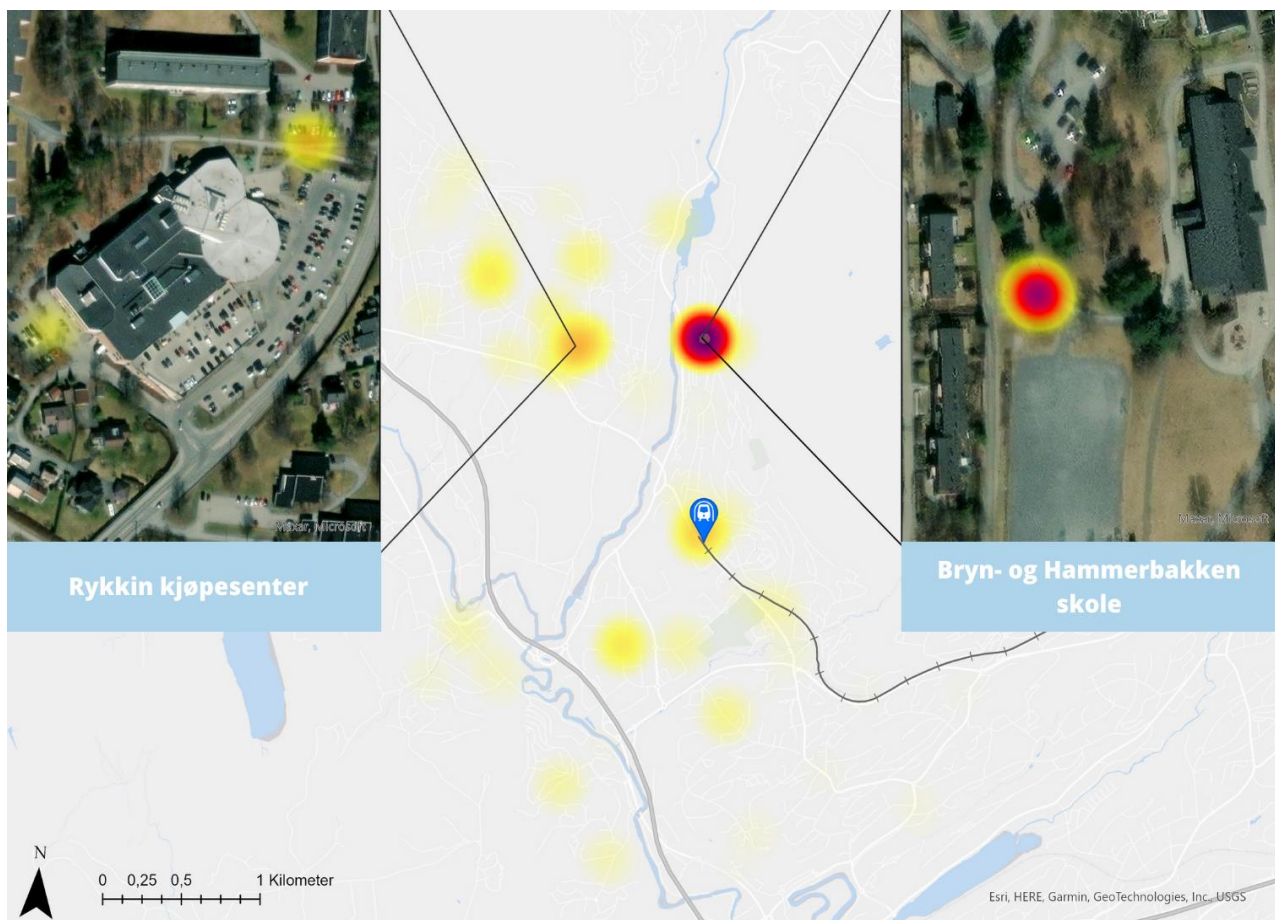 Maxar, Microsoft
Rykkin kjøpesenter
Maxar, Microsoft
Bryn- og Hammerbakken
skole
N
0 0,25 0,5 1 Kilometer
Esri, HERE, Garmin, GeoTechnologies, Inc., USGS